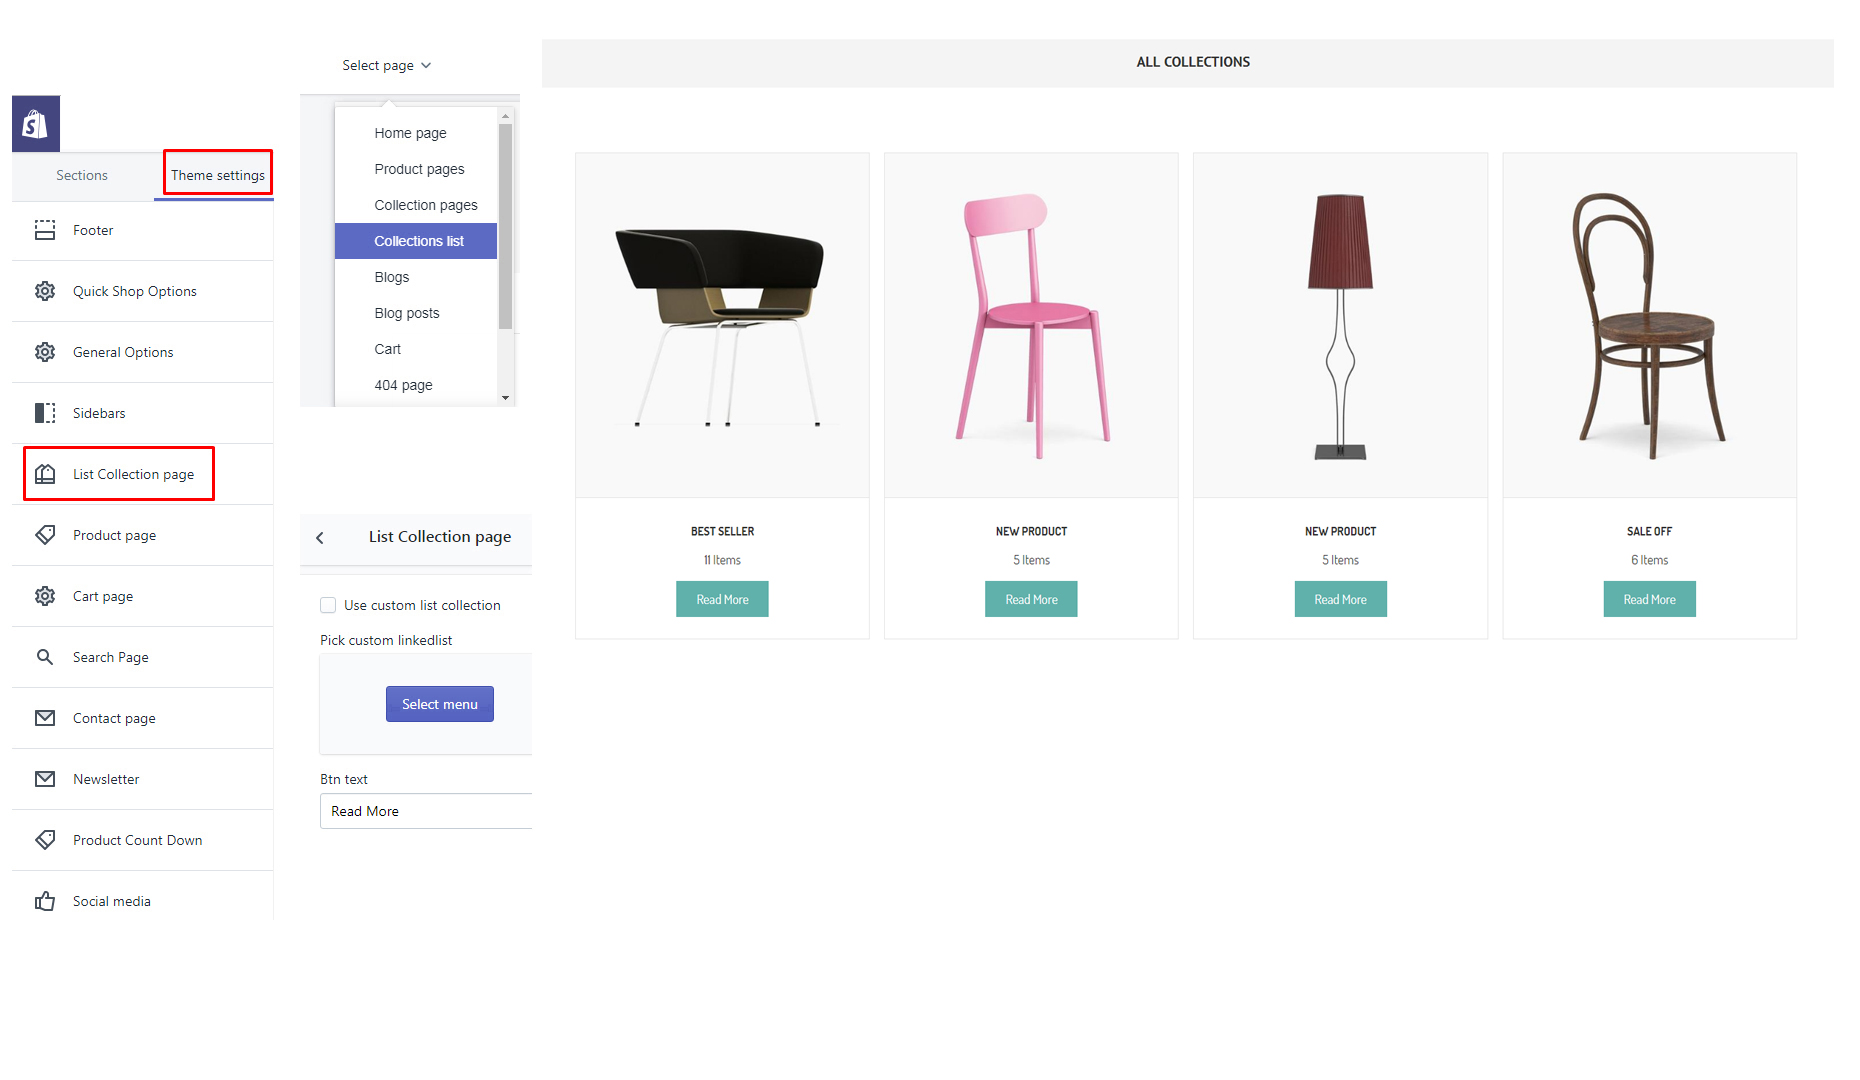 Sections
Theme settings
Footer
Quick Shop Options
General Options
Sidebars
List Collection page
Product page
Cart page
Search Page
Contact page
Newsletter
Product Count Down
Social media
Select page
Home page
Product pages
Collection pages
Collections list
Blogs
Blog posts
Cart
404 page
List Collection page
Use custom list collection
Pick custom linkedlist
Select menu
Btn text
Read More
ALL COLLECTIONS
BEST SELLER
11 Items
Read More
NEW PRODUCT
5 Items
Read More
NEW PRODUCT
5 Items
Read More
SALE OFF
6 Items
Read More